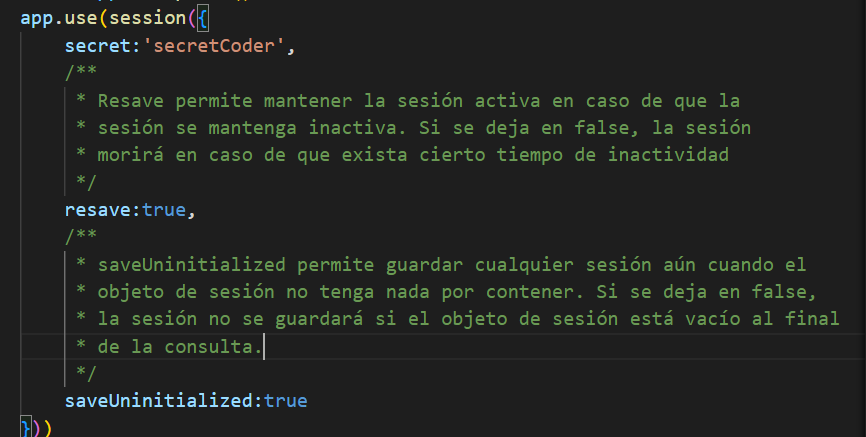 app.use(session({
secret:'secretCoder',
/**
* Resave permite mantener la sesión activa en caso de que la
* sesión se mantenga inactiva. Si se deja en false, la sesión
* morirá en caso de que exista cierto tiempo de inactividad
*/
resave:true,
/**
* saveUninitialized permite guardar cualquier sesión aún cuando el
* objeto de sesión no tenga nada por contener. Si se deja en false,
* la sesión no se guardará si el objeto de sesión está vacío al final
* de la consulta.
*/
saveUninitialized:true
}))